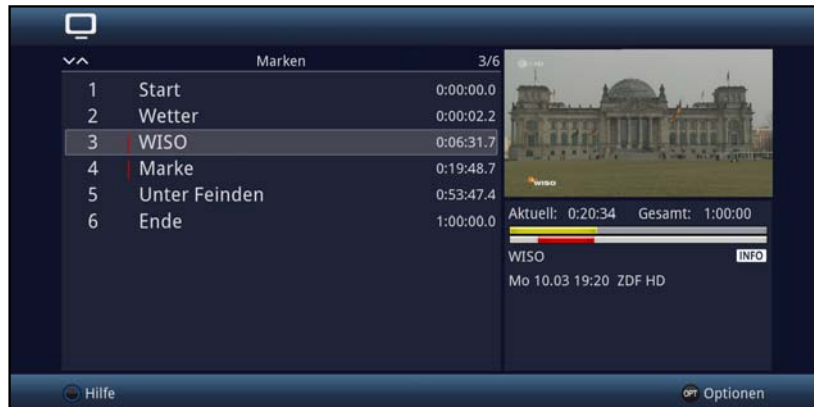 Marken 3/6
1 Start 0:00:00.0
2 Wetter 0:00:02.2
3 WISO 0:06:31.7
4 Marke 0:19:48.7
5 Unter Feinden 0:53:47.4
6 Ende 1:00:00.0
WISO
Aktuell: 0:20:34 Gesamt: 1:00:00
WISO INFO
Mo 10.03 19:20 ZDF HD
Hilfe
OPT Optionen